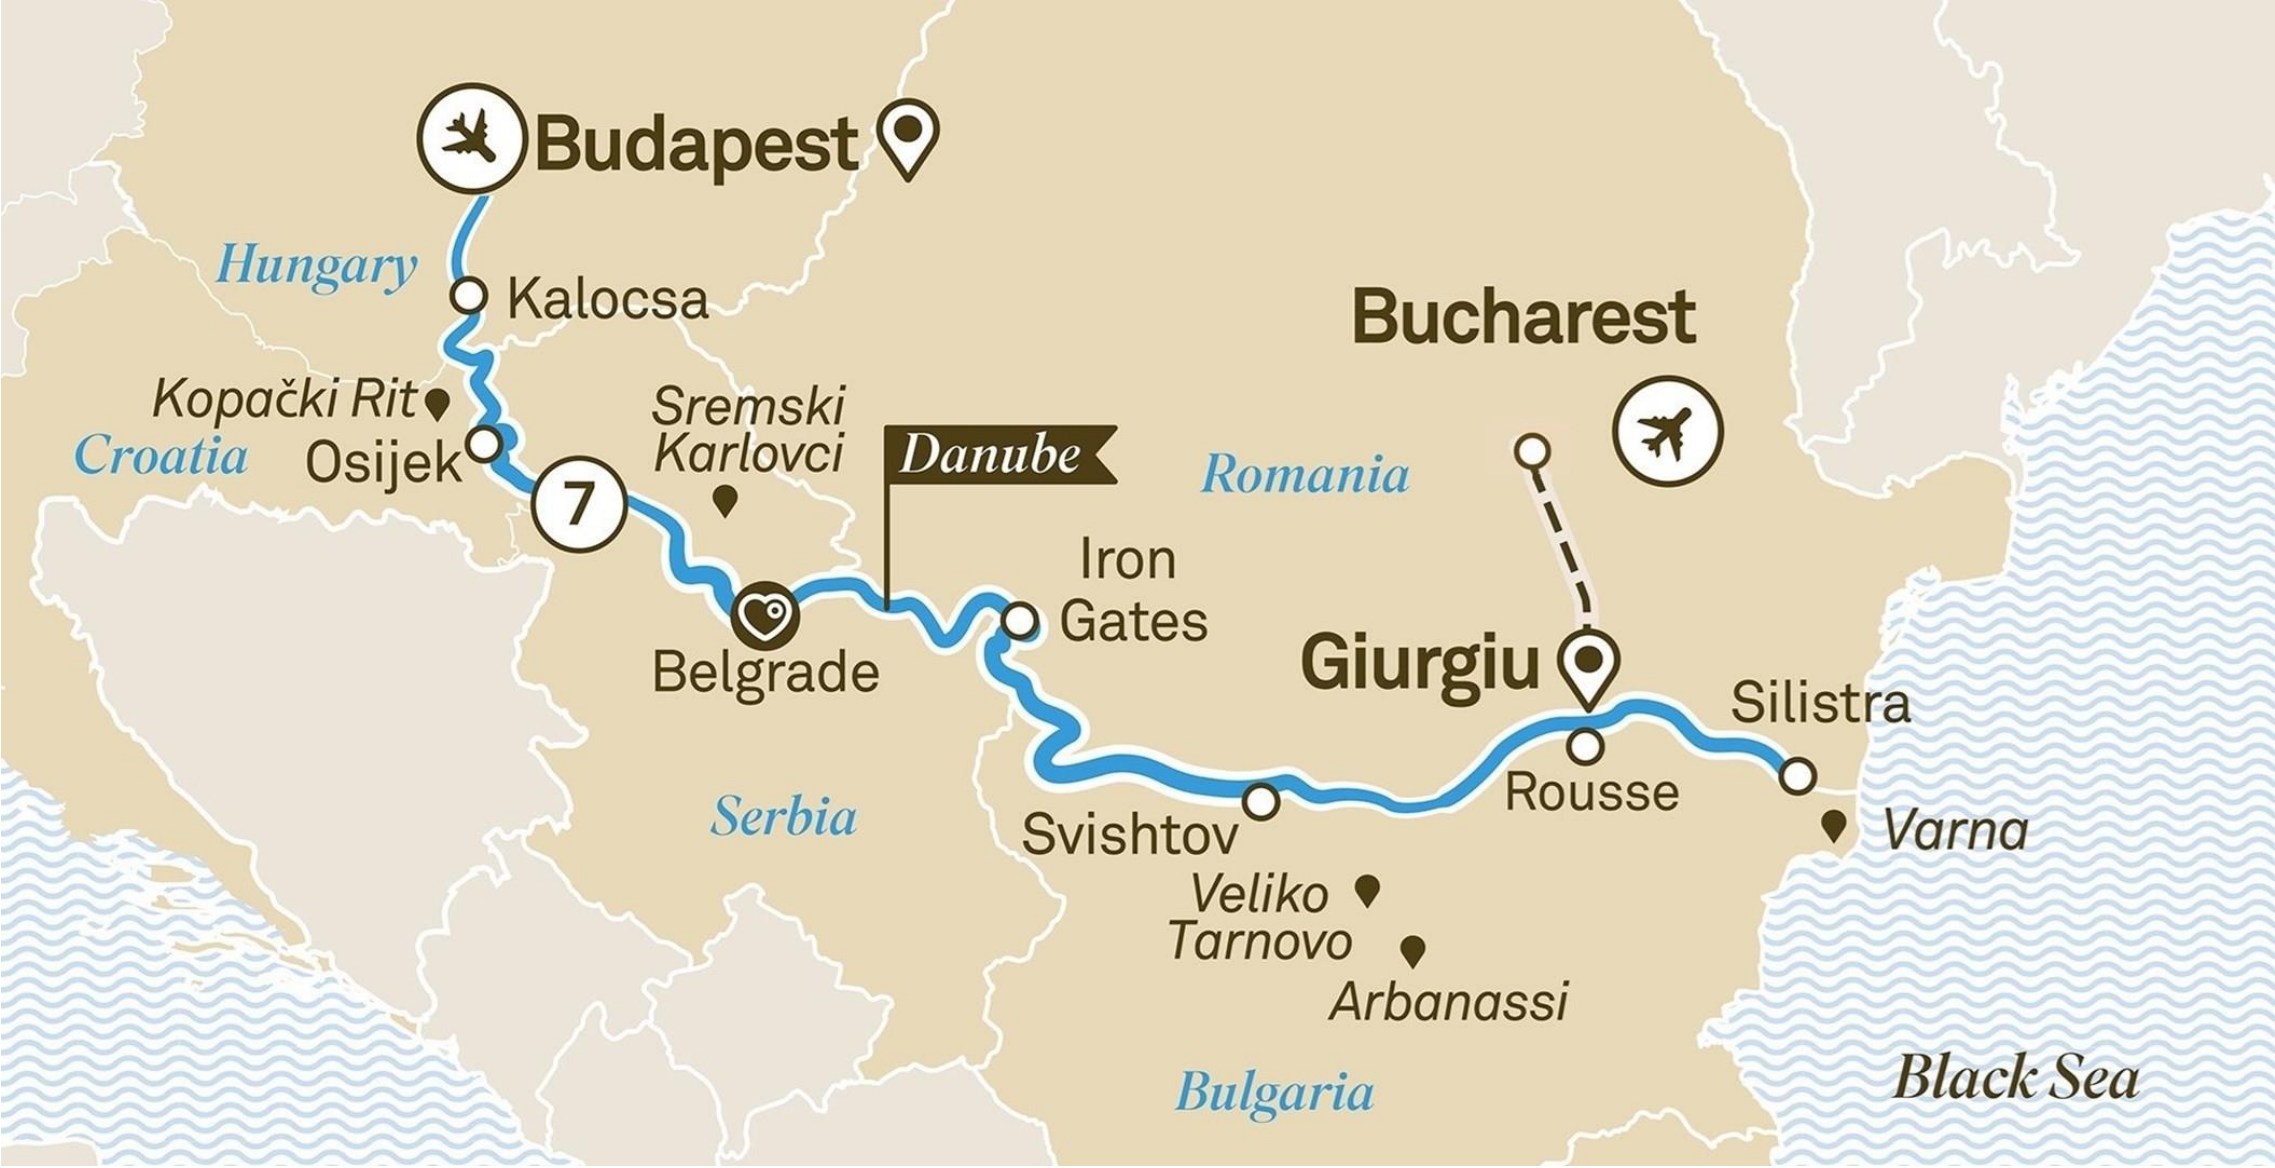 Budapest
Hungary
Kalocsa
Bucharest
Kopački Rit
Sremski
Karlovci
Croatia
Osijek
Danube
Romania
7
Iron
Gates
Belgrade
Giurgiu
Silistra
Serbia
Svishtov
Rousse
Varna
Veliko
Tarnovo
Arbanassi
Bulgaria
Black Sea